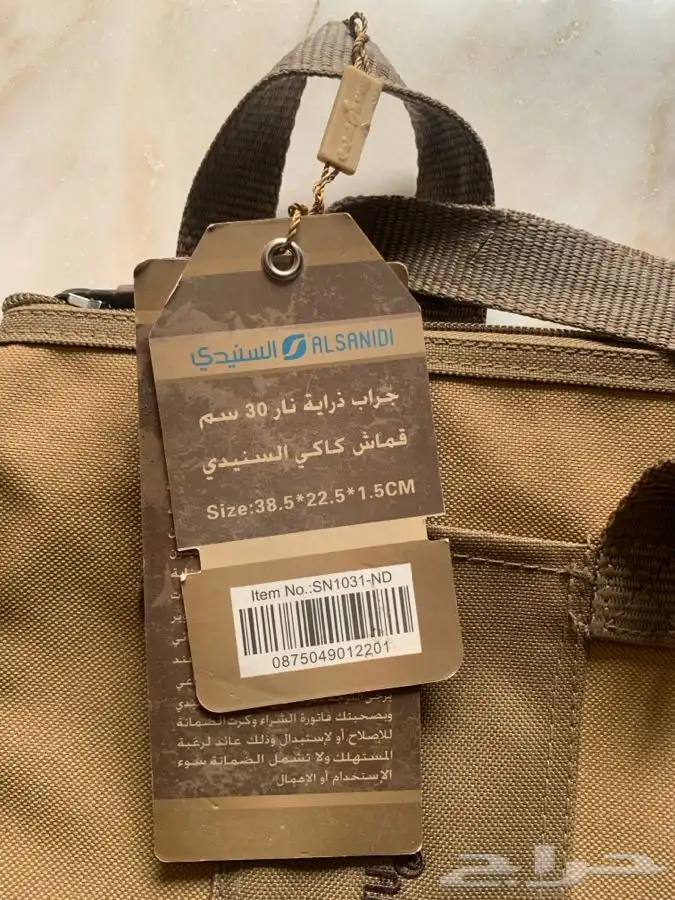 السنيدي ALSANIDI
جراب ذراية نار 30 سم
قماش كاكي السنيدي
Size:38.5*22.5*1.5CM
Item No.:SN1031-ND
0875049012201
وبصحبتك فاتورة الشراء وكرت الضمانة
للإصلاح أو لإستبدال وذلك عائد لرغبة
المستهلك ولا تشمل الضمانة سوء
الإستخدام أو الإهمال
حراج